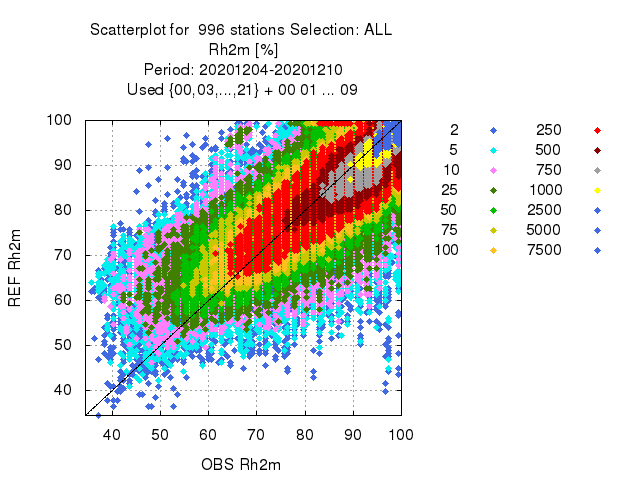 Scatterplot for 996 stations Selection: ALL
Rh2m [%]
Period: 20201204-20201210
Used {00,03,...,21} + 00 01 ... 09
REF Rh2m
100
90
80
70
60
50
40
40 50 60 70 80 90 100
OBS Rh2m
2 250
5 500
10 750
25 1000
50 2500
75 5000
100 7500